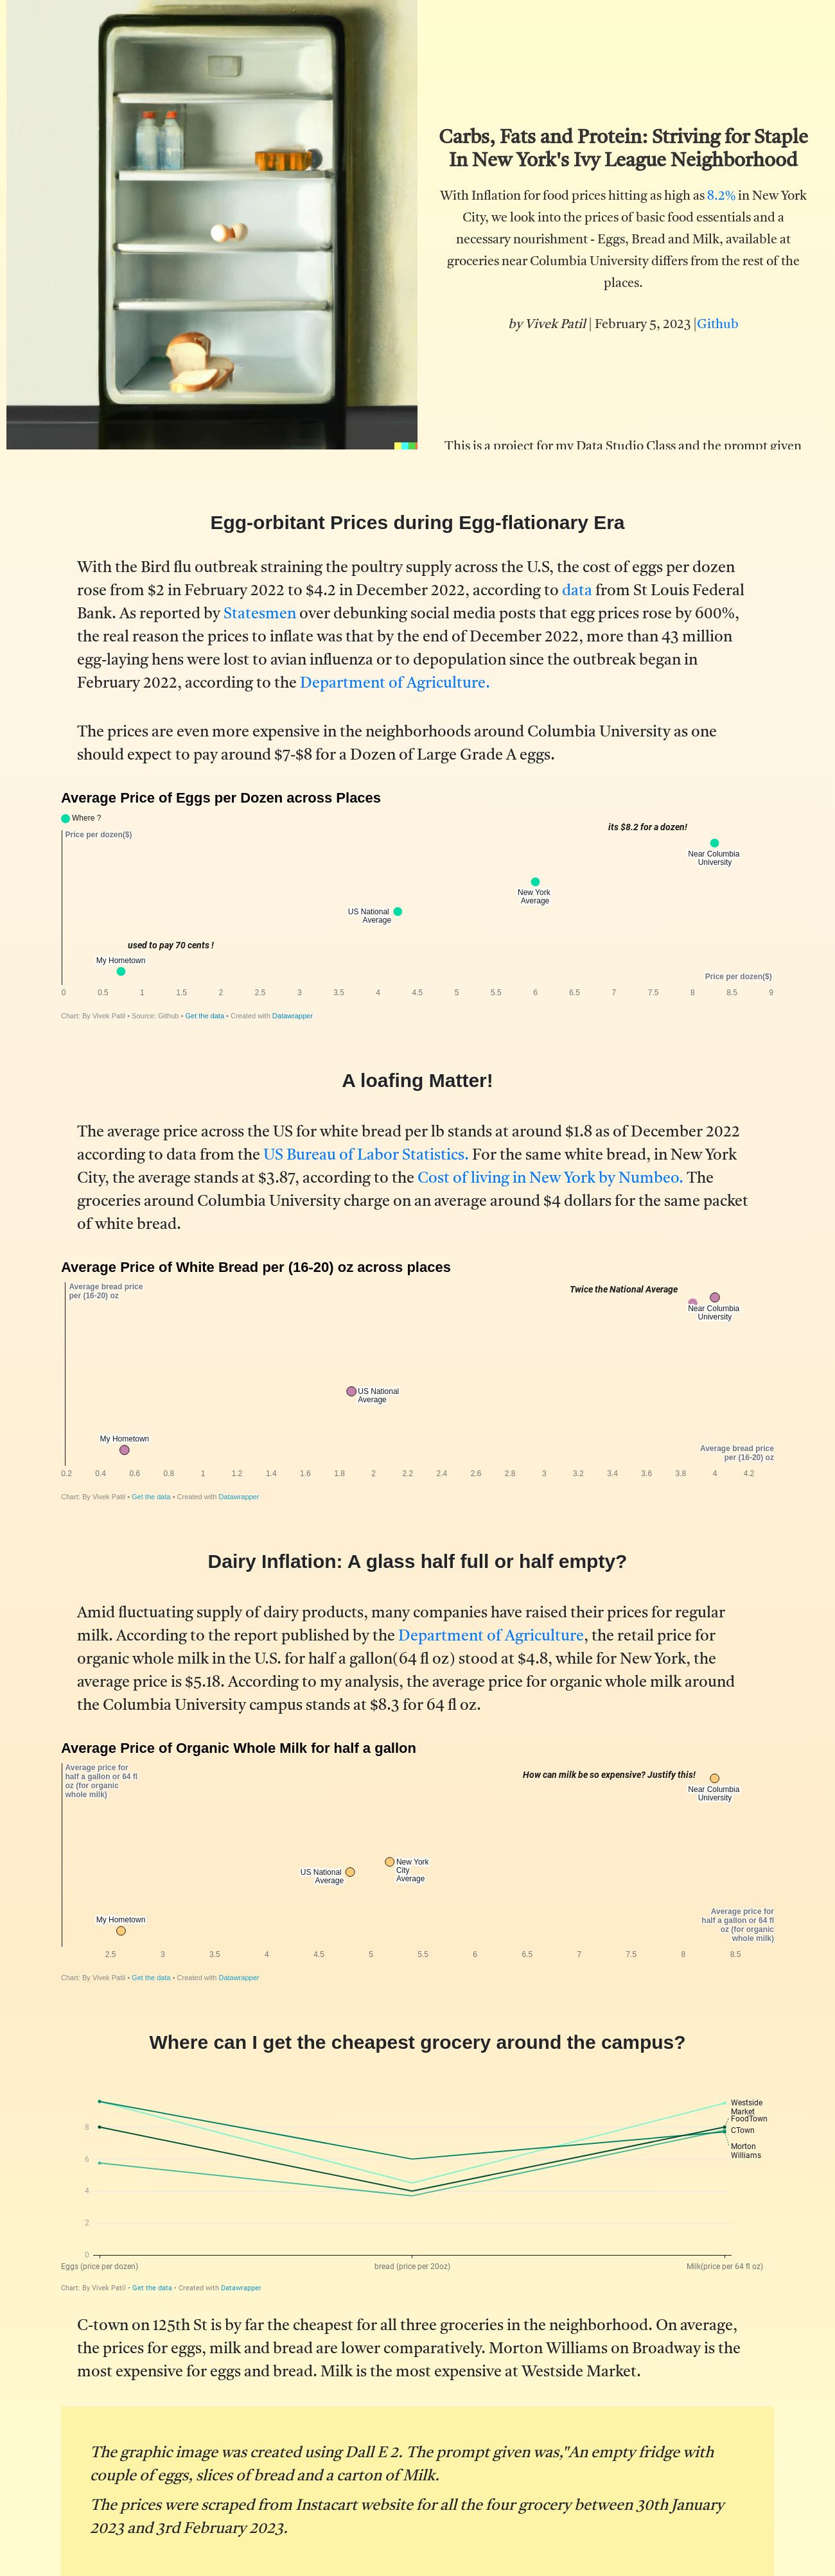 Carbs, Fats and Protein: Striving for Staple
In New York's Ivy League Neighborhood
With Inflation for food prices hitting as high as 8.2% in New York
City, we look into the prices of basic food essentials and a
necessary nourishment - Eggs, Bread and Milk, available at
groceries near Columbia University differs from the rest of the
places.
by Vivek Patil | February 5, 2023 |Github
This is a project for my Data Studio Class and the prompt given
Egg-orbitant Prices during Egg-flationary Era
With the Bird flu outbreak straining the poultry supply across the U.S, the cost of eggs per dozen
rose from $2 in February 2022 to $4.2 in December 2022, according to data from St Louis Federal
Bank. As reported by Statesmen over debunking social media posts that egg prices rose by 600%,
the real reason the prices to inflate was that by the end of December 2022, more than 43 million
egg-laying hens were lost to avian influenza or to depopulation since the outbreak began in
February 2022, according to the Department of Agriculture.
The prices are even more expensive in the neighborhoods around Columbia University as one
should expect to pay around $7-$8 for a Dozen of Large Grade A eggs.
Average Price of Eggs per Dozen across Places
Where ?
its $8.2 for a dozen!
Price per dozen($)
Near Columbia
University
New York
Average
US National
Average
used to pay 70 cents !
My Hometown
Price per dozen($)
0 0.5 1 1.5 2 2.5 3 3.5 4 4.5 5 5.5 6 6.5 7 7.5 8 8.5 9
Chart: By Vivek Patil • Source: Github • Get the data • Created with Datawrapper
A loafing Matter!
The average price across the US for white bread per lb stands at around $1.8 as of December 2022
according to data from the US Bureau of Labor Statistics. For the same white bread, in New York
City, the average stands at $3.87, according to the Cost of living in New York by Numbeo. The
groceries around Columbia University charge on an average around $4 dollars for the same packet
of white bread.
Average Price of White Bread per (16-20) oz across places
Average bread price
per (16-20) oz
Twice the National Average
Near Columbia
University
US National
Average
My Hometown
Average bread price
per (16-20) oz
0.2 0.4 0.6 0.8 1 1.2 1.4 1.6 1.8 2 2.2 2.4 2.6 2.8 3 3.2 3.4 3.6 3.8 4 4.2
Chart: By Vivek Patil • Get the data • Created with Datawrapper
Dairy Inflation: A glass half full or half empty?
Amid fluctuating supply of dairy products, many companies have raised their prices for regular
milk. According to the report published by the Department of Agriculture, the retail price for
organic whole milk in the U.S. for half a gallon(64 fl oz) stood at $4.8, while for New York, the
average price is $5.18. According to my analysis, the average price for organic whole milk around
the Columbia University campus stands at $8.3 for 64 fl oz.
Average Price of Organic Whole Milk for half a gallon
Average price for
half a gallon or 64 fl
oz (for organic
whole milk)
How can milk be so expensive? Justify this!
Near Columbia
University
New York
City
Average
US National
Average
My Hometown
Average price for
half a gallon or 64 fl
oz (for organic
whole milk)
2.5 3 3.5 4 4.5 5 5.5 6 6.5 7 7.5 8 8.5
Chart: By Vivek Patil • Get the data • Created with Datawrapper
Where can I get the cheapest grocery around the campus?
Westside
Market
FoodTown
CTown
Morton
Williams
8
6
4
2
0
Eggs (price per dozen) bread (price per 20oz) Milk(price per 64 fl oz)
Chart: By Vivek Patil • Get the data • Created with Datawrapper
C-town on 125th St is by far the cheapest for all three groceries in the neighborhood. On average,
the prices for eggs, milk and bread are lower comparatively. Morton Williams on Broadway is the
most expensive for eggs and bread. Milk is the most expensive at Westside Market.
The graphic image was created using Dall E 2. The prompt given was,"An empty fridge with
couple of eggs, slices of bread and a carton of Milk.
The prices were scraped from Instacart website for all the four grocery between 30th January
2023 and 3rd February 2023.